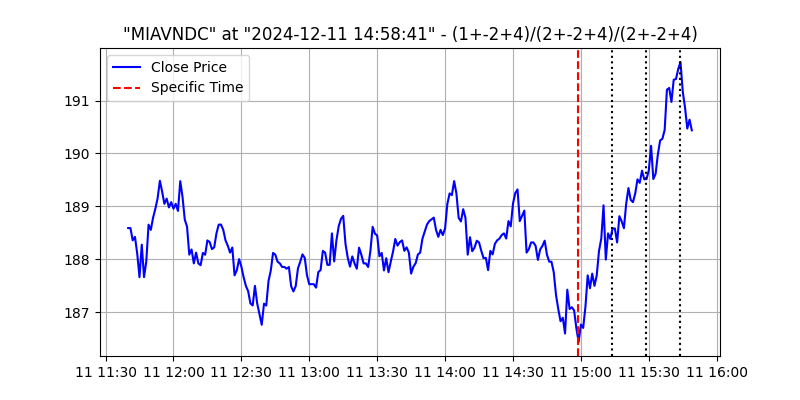 "MIAVNDC" at "2024-12-11 14:58:41" - (1+-2+4)/(2+-2+4)/(2+-2+4)
Close Price
Specific Time
191
190
189
188
187
11 11:30 11 12:00 11 12:30 11 13:00 11 13:30 11 14:00 11 14:30 11 15:00 11 15:30 11 16:00